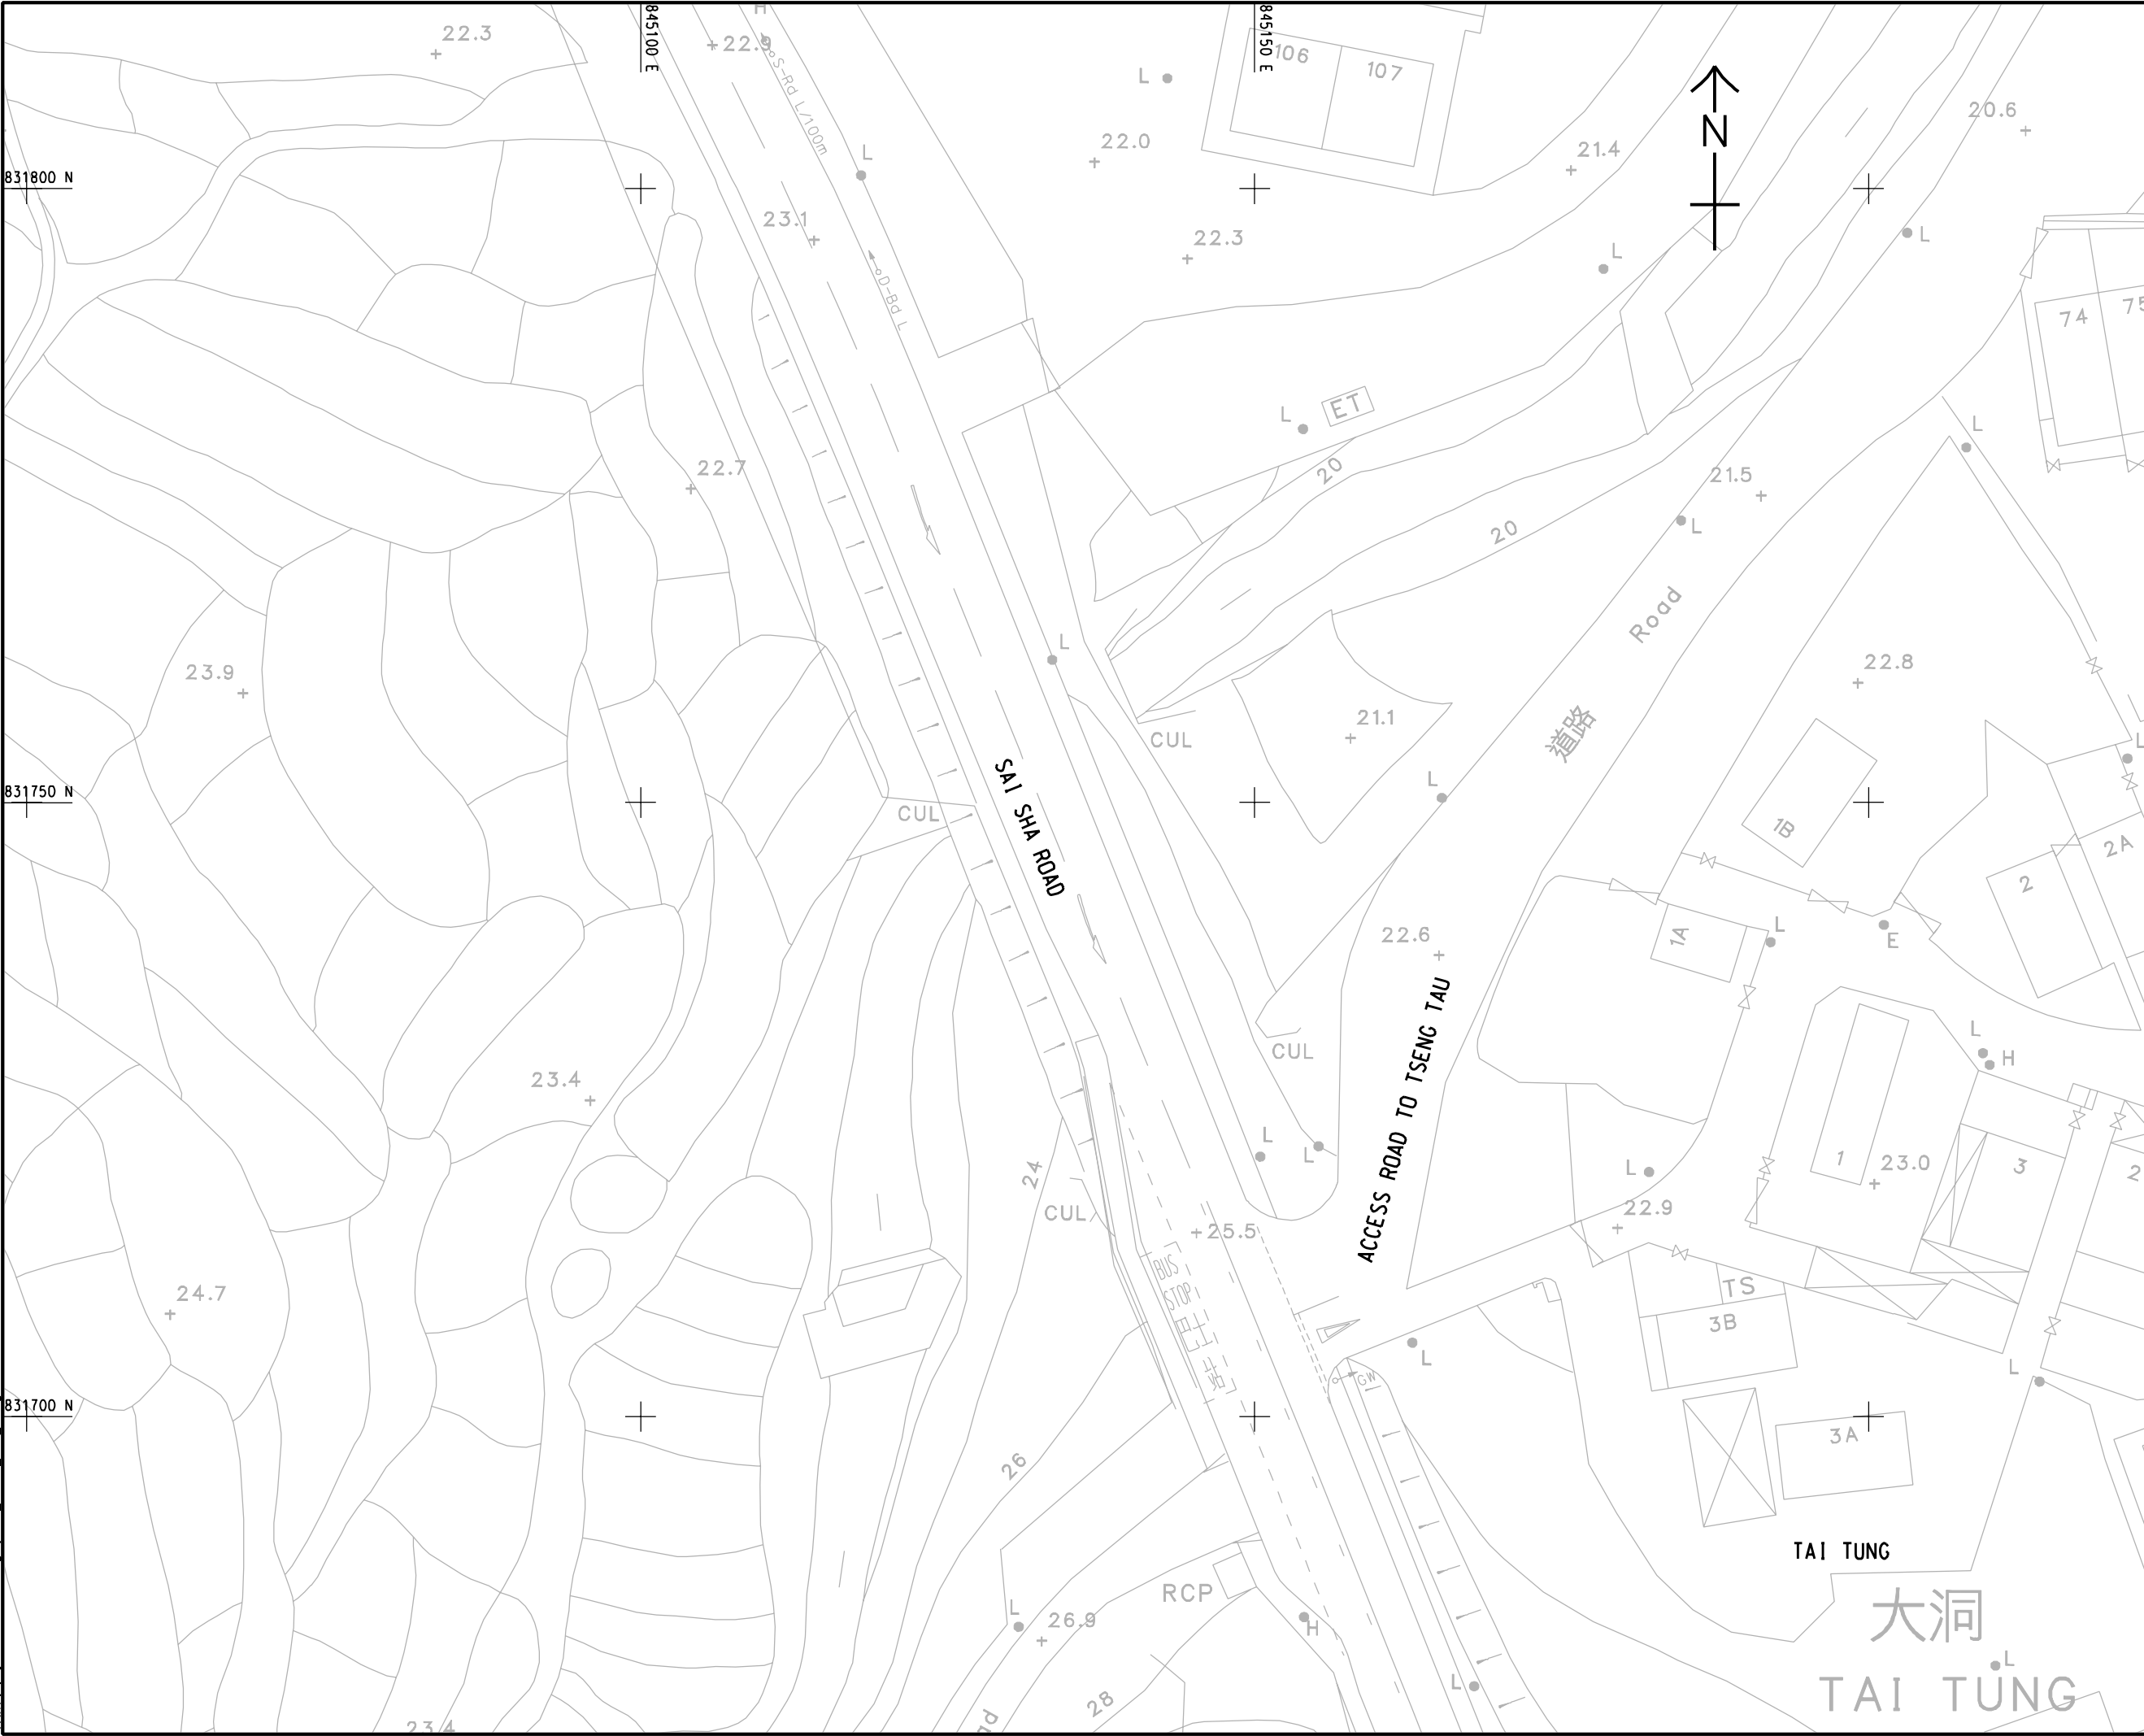 845100 E
845150 E
H
22.3
+22.9
S-Rd L/100m
106
107
L
N
20.6
22.0
21.4
L
831800 N
23.1
22.3
L
L
D-Bd L
74
75
L
ET
L
20
22.7
21.5
20
L
Road
L
23.9
22.8
21.1
道路
CUL
L
831750 N
SAI SHA ROAD
L
CUL
1B
2A
2
22.6
1A
L
E
ACCESS ROAD TO TSENG TAU
CUL
L
H
23.4
L
L
24
L
1
23.0
3
2
CUL
22.9
+25.5
BUS
STOP
巴士站
24.7
TS
3B
L
GW
L
831700 N
3A
26
TAI TUNG
RCP
大洞
L
26.9
H
L
L
TAI TUNG
28
23.4